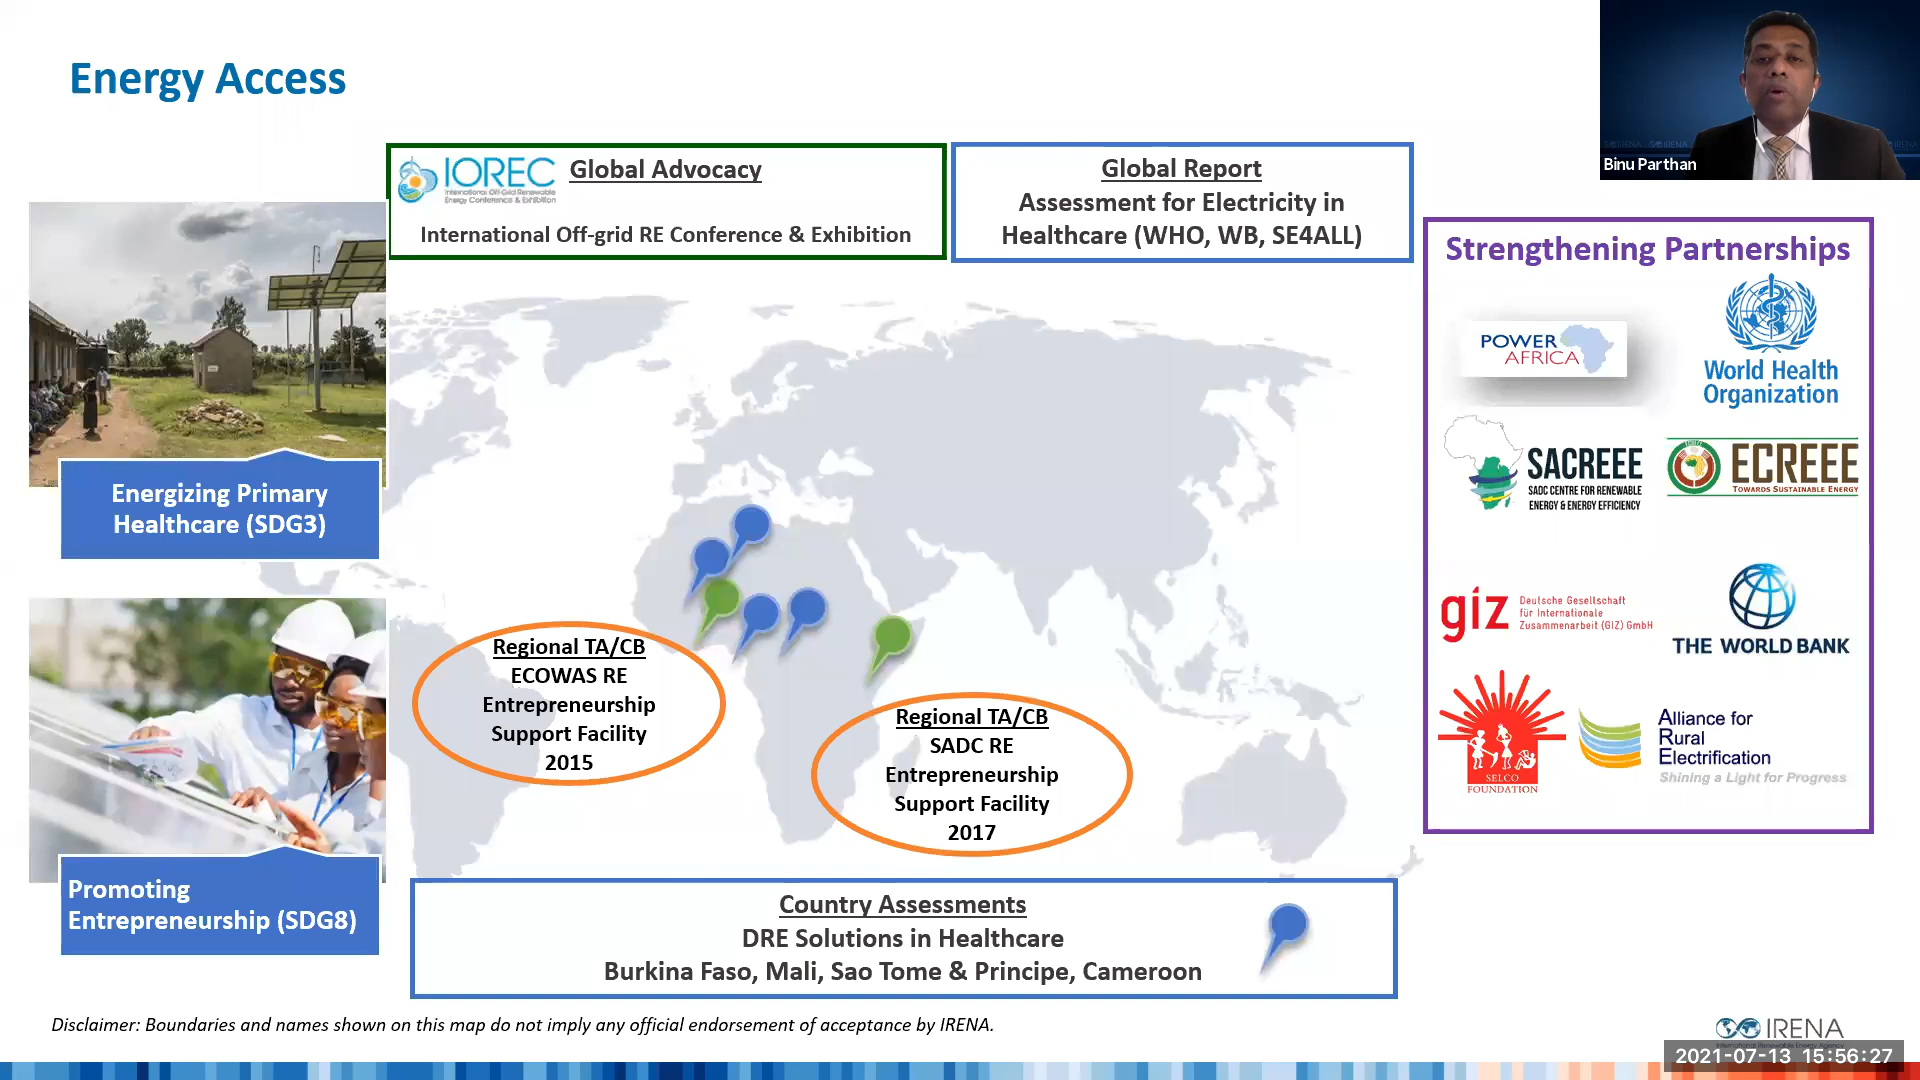 Energy Access
Binu Parthan
IOREC
International Off-Grid Renewable
Energy Conference & Exhibition
Global Advocacy
International Off-grid RE Conference & Exhibition
Global Report
Assessment for Electricity in
Healthcare (WHO, WB, SE4ALL)
Energizing Primary
Healthcare (SDG3)
Promoting
Entrepreneurship (SDG8)
Regional TA/CB
ECOWAS RE
Entrepreneurship
Support Facility
2015
Regional TA/CB
SADC RE
Entrepreneurship
Support Facility
2017
Country Assessments
DRE Solutions in Healthcare
Burkina Faso, Mali, Sao Tome & Principe, Cameroon
Strengthening Partnerships
POWER
AFRICA
World Health
Organization
SACREEE
SADC CENTRE FOR RENEWABLE
ENERGY & ENERGY EFFICIENCY
ECREEE
TOWARDS SUSTAINABLE ENERGY
giz
Deutsche Gesellschaft
für Internationale
Zusammenarbeit (GIZ) GmbH
THE WORLD BANK
SELCO
FOUNDATION
Alliance for
Rural
Electrification
Shining a Light for Progress
Disclaimer: Boundaries and names shown on this map do not imply any official endorsement of acceptance by IRENA.
IRENA
International Renewable Energy Agency
2021-07-13 15:56:27